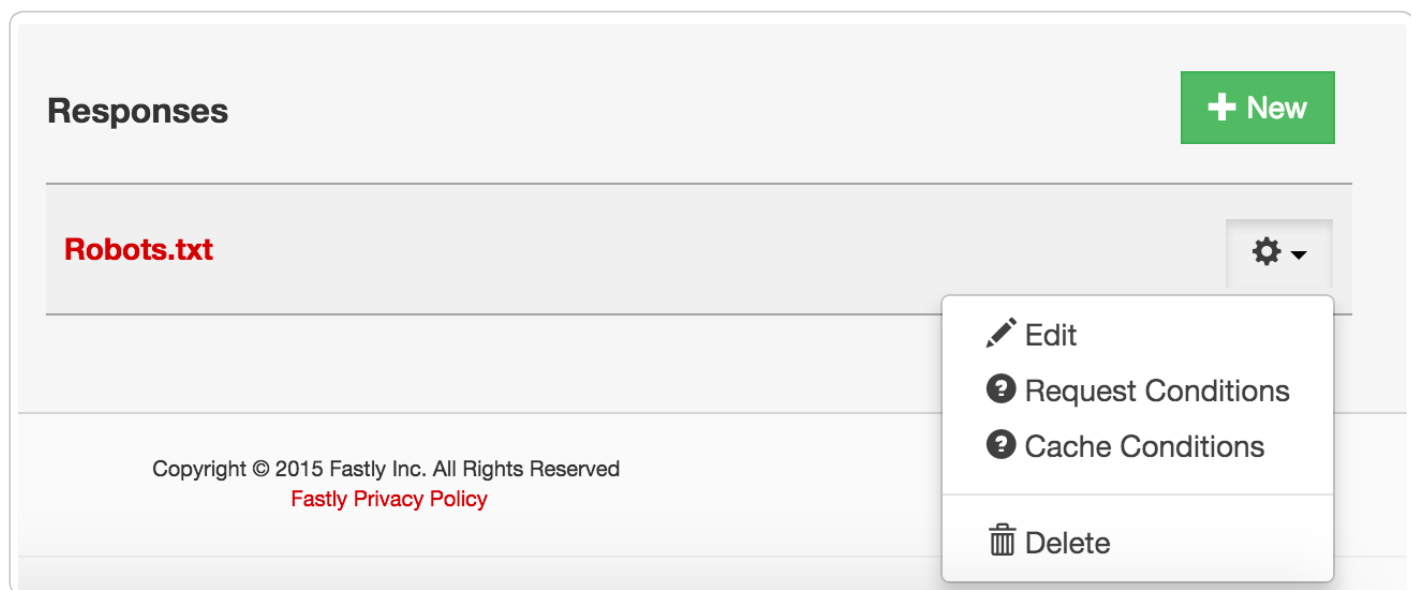 Responses
New
Robots.txt
Edit
Request Conditions
Cache Conditions
Delete
Copyright © 2015 Fastly Inc. All Rights Reserved
Fastly Privacy Policy